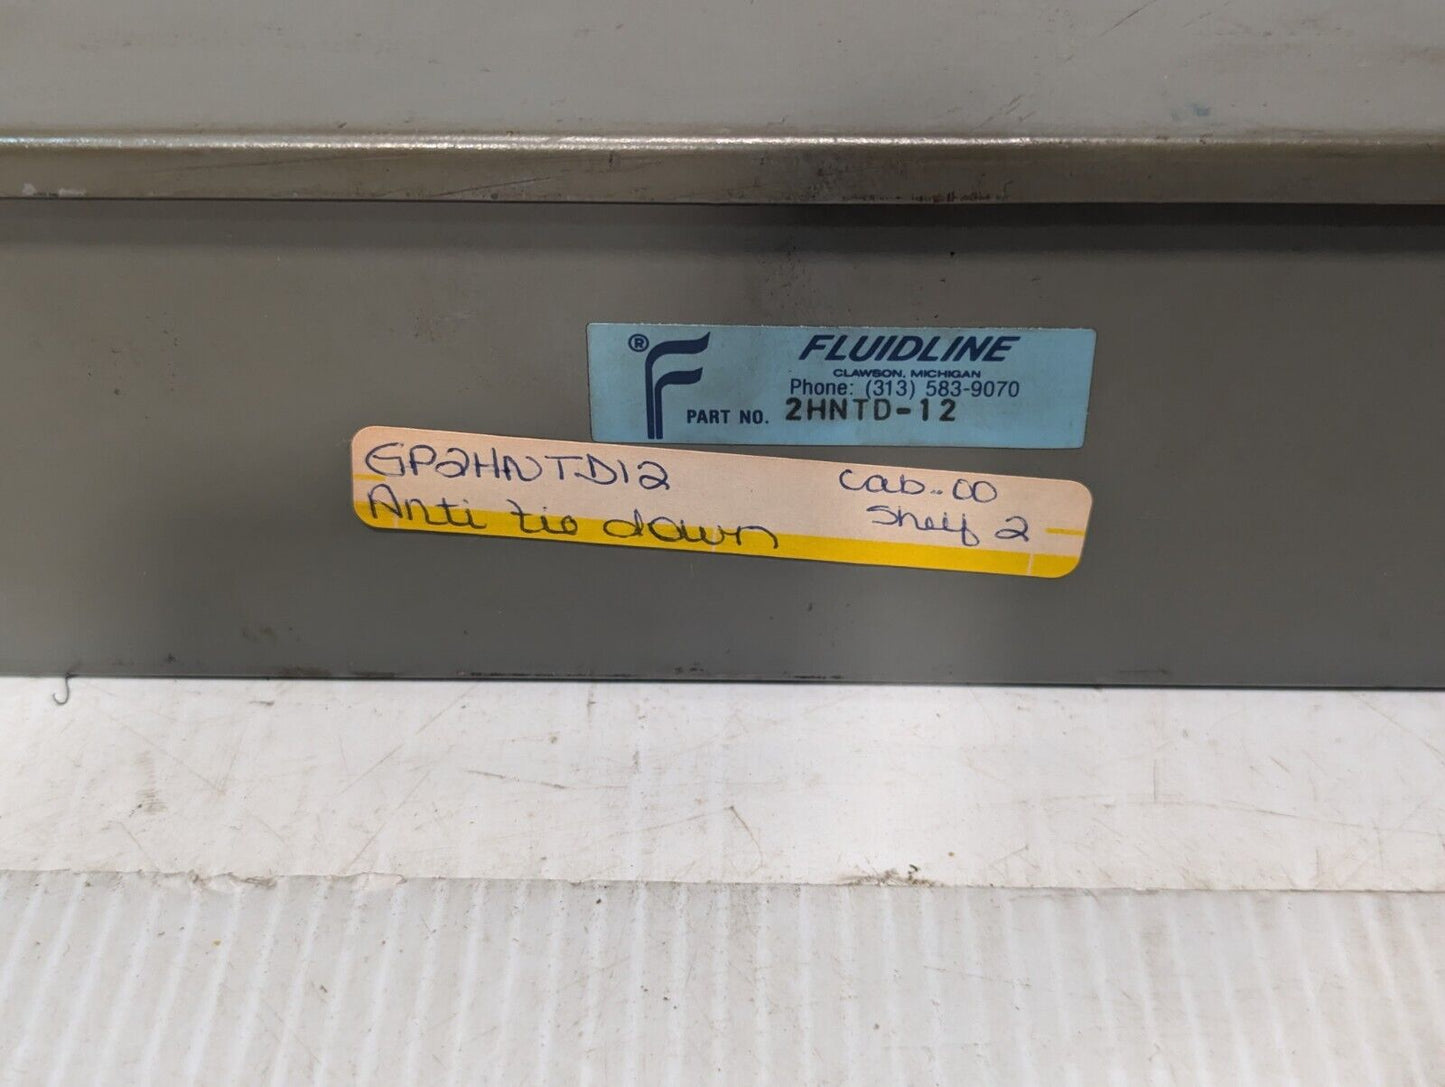 ® FLUIDLINE
CLAWSON, MICHIGAN
Phone: (313) 583-9070
PART NO. 2HNTD-12
GP2HNTD12 Cab.00
Anti tie down Shelf 2